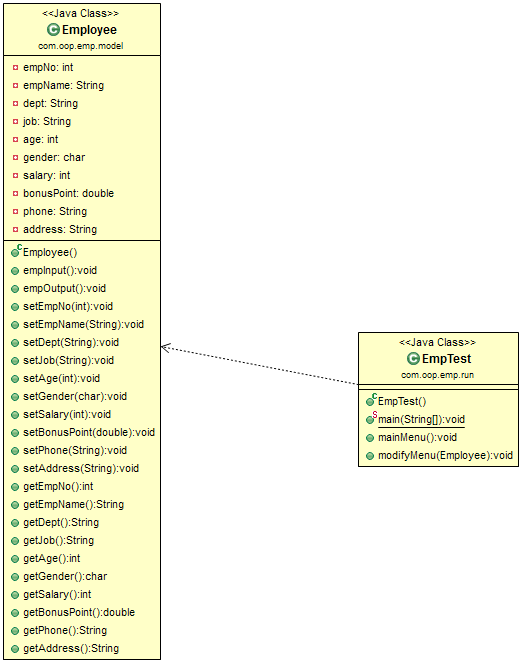 <<Java Class>>
Employee
com.oop.emp.model
empNo: int
empName: String
dept: String
job: String
age: int
gender: char
salary: int
bonusPoint: double
phone: String
address: String
Employee()
empInput():void
empOutput():void
setEmpNo(int):void
setEmpName(String):void
setDept(String):void
setJob(String):void
setAge(int):void
setGender(char):void
setSalary(int):void
setBonusPoint(double):void
setPhone(String):void
setAddress(String):void
getEmpNo():int
getEmpName():String
getDept():String
getJob():String
getAge():int
getGender():char
getSalary():int
getBonusPoint():double
getPhone():String
getAddress():String
<<Java Class>>
EmpTest
com.oop.emp.run
EmpTest()
main(String[]):void
mainMenu():void
modifyMenu(Employee):void